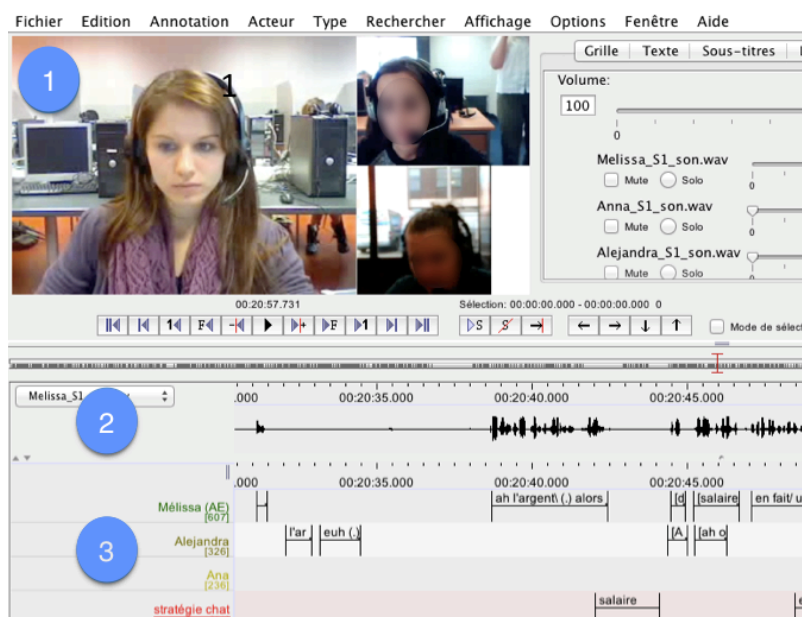 Fichier Edition Annotation Acteur Type Rechercher Affichage Options Fenêtre Aide
1
1
Grille Texte Sous-titres
Volume:
100
0
Melissa_S1_son.wav
Mute Solo
0
Anna_S1_son.wav
Mute Solo
0
Alejandra_S1_son.wav
Mute Solo
0
00:20:57.731
Sélection: 00:00:00.000 - 00:00:00.000 0
1 F + F 1 S S
Mode de sélect
Melissa_S1
2
.000 00:20:35.000 00:20:40.000 00:20:45.000
.000 00:20:35.000 00:20:40.000 00:20:45.000
Mélissa (AE)
[607]
ah l'argent\ (.) alors [d [salaire en fait/ u
3
Alejandra
[326]
l'ar euh (.) [A [ah o
Ana
[236]
stratégie chat
salaire e